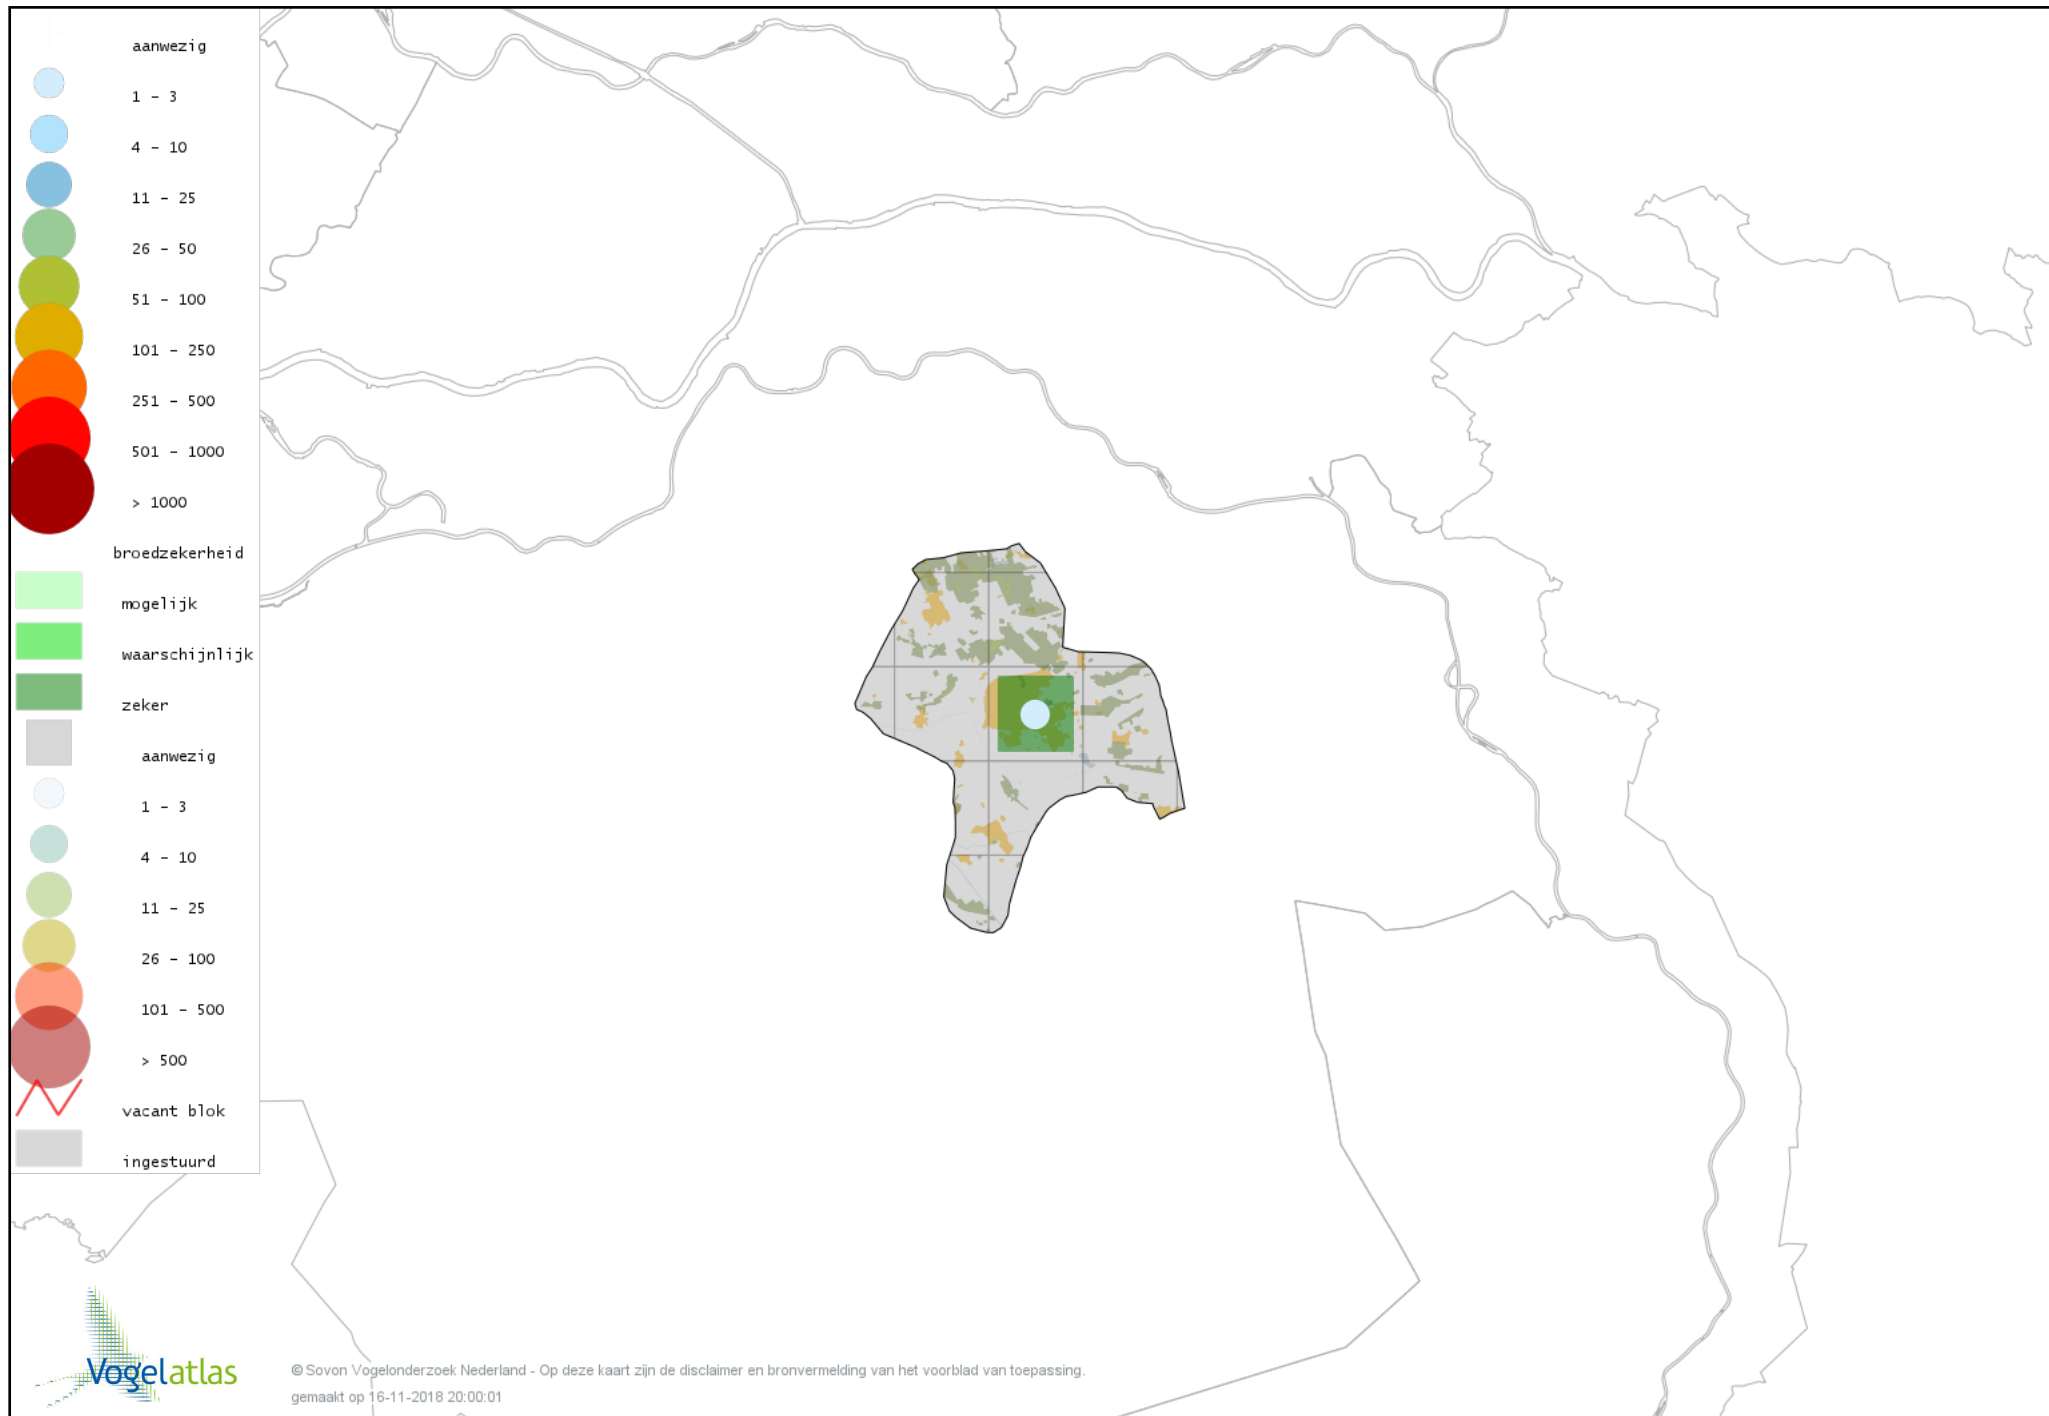 aanwezig
1 - 3
4 - 10
11 - 25
26 - 50
51 - 100
101 - 250
251 - 500
501 - 1000
> 1000
broedzekerheid
mogelijk
waarschijnlijk
zeker
aanwezig
1 - 3
4 - 10
11 - 25
26 - 100
101 - 500
> 500
vacant blok
ingestuurd
Vogelatlas
© Sovon Vogelonderzoek Nederland - Op deze kaart zijn de disclaimer en bronvermelding van het voorblad van toepassing.
gemaakt op 16-11-2018 20:00:01